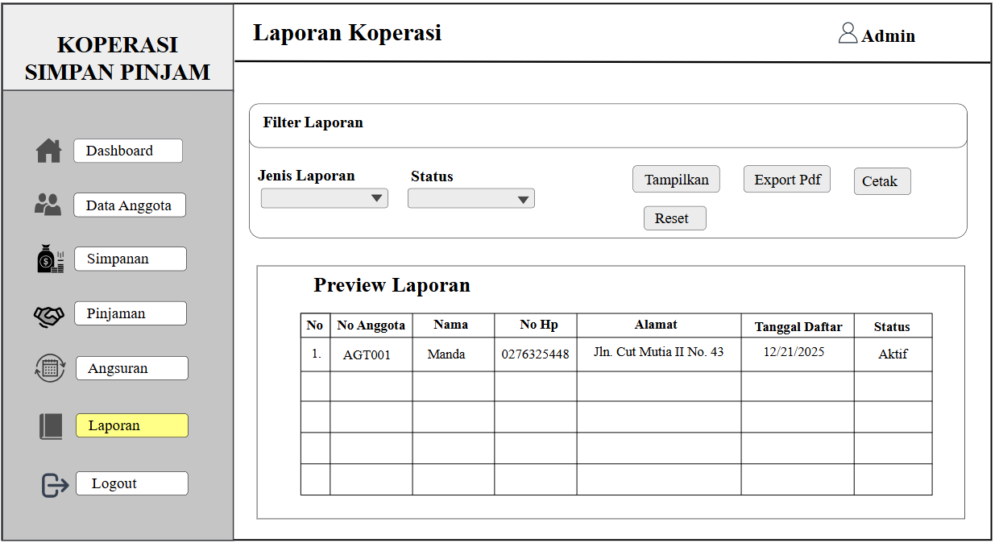 KOPERASI
SIMPAN PINJAM
Laporan Koperasi
Admin
Dashboard
Data Anggota
Simpanan
Pinjaman
Angsuran
Laporan
Logout
Filter Laporan
Jenis Laporan Status
Tampilkan Export Pdf Cetak
Reset
Preview Laporan
No No Anggota Nama No Hp Alamat Tanggal Daftar Status
1. AGT001 Manda 0276325448 Jln. Cut Mutia II No. 43 12/21/2025 Aktif